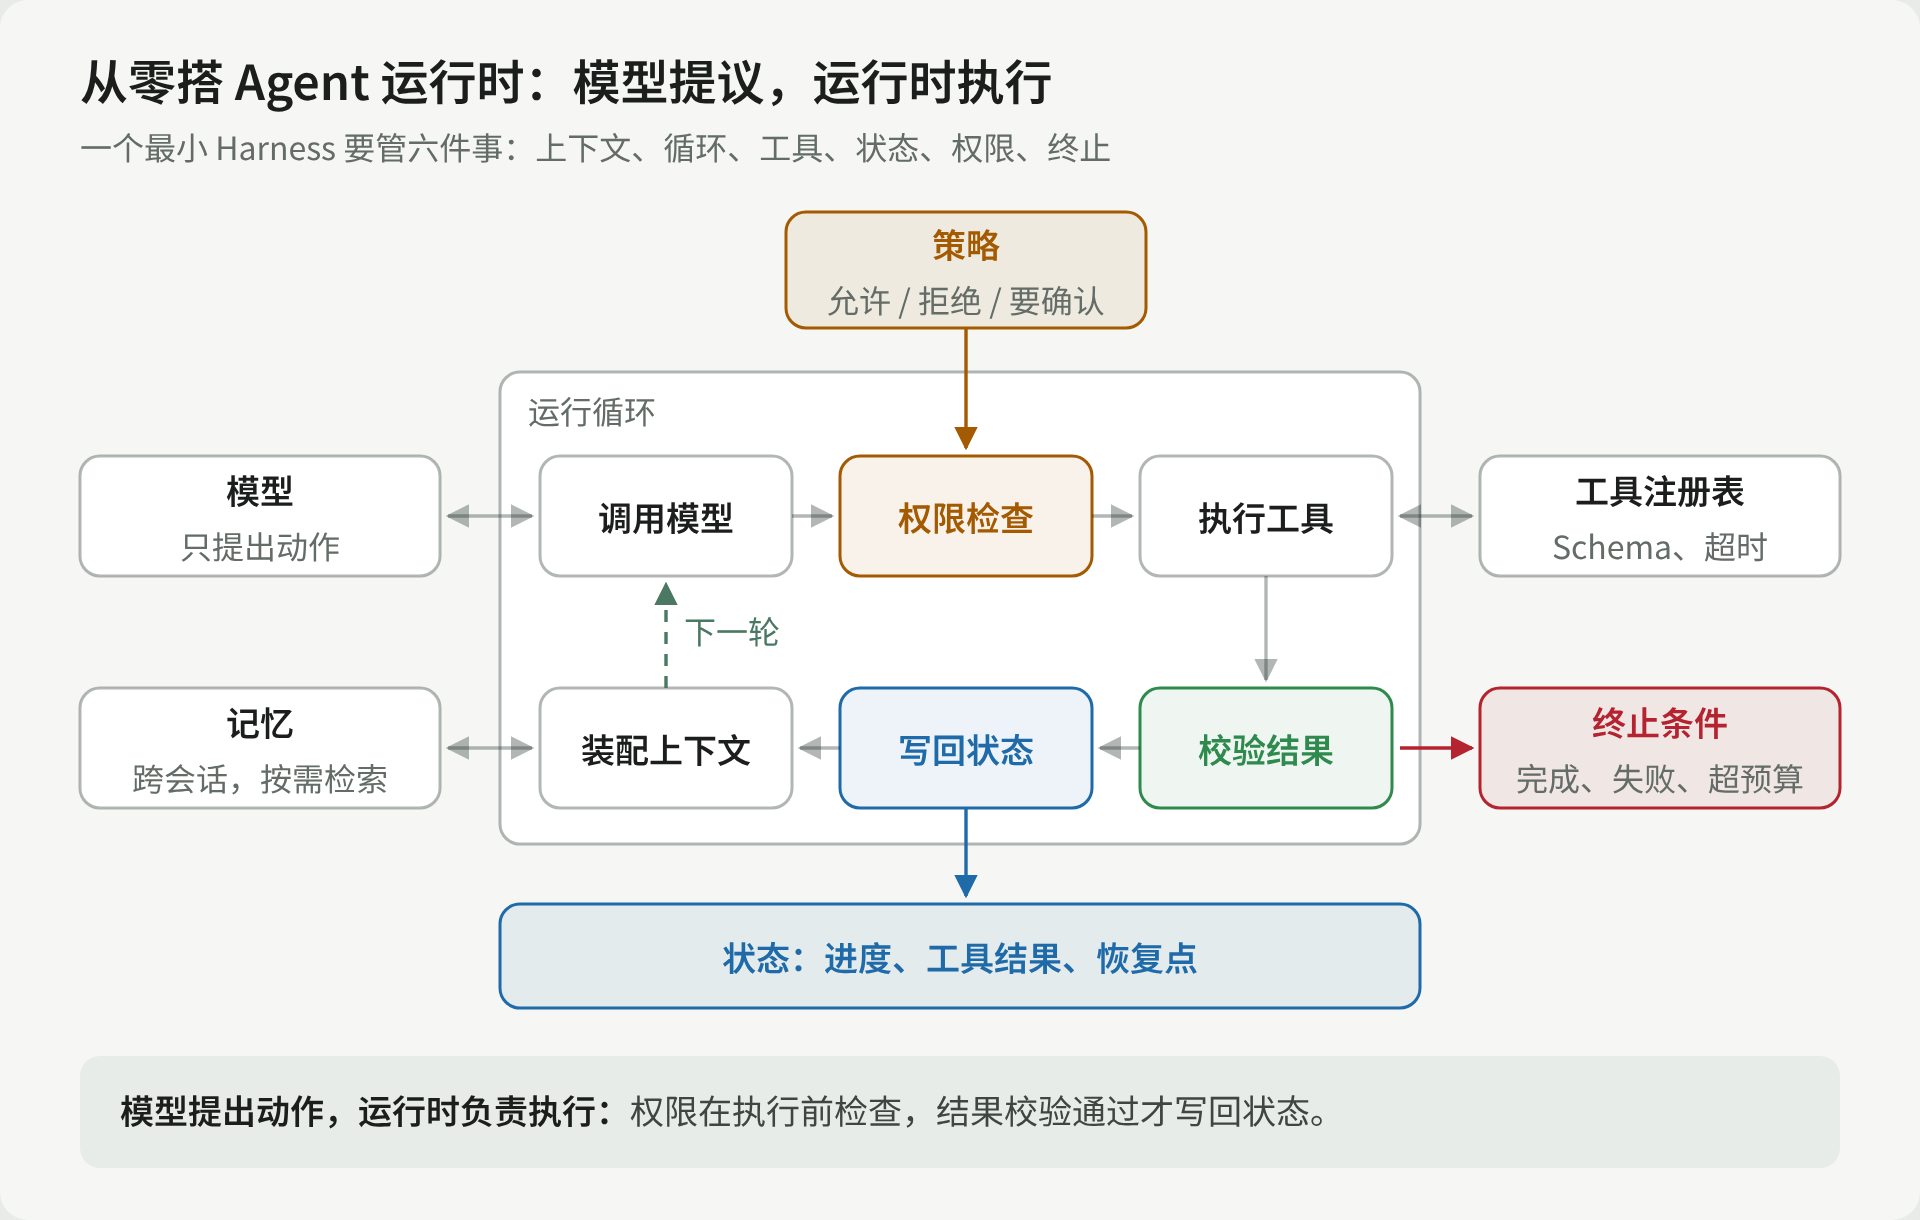 从零搭 Agent 运行时：模型提议，运行时执行
一个最小 Harness 要管六件事：上下文、循环、工具、状态、权限、终止
策略
允许 / 拒绝 / 要确认
运行循环
模型
只提出动作
调用模型
权限检查
执行工具
工具注册表
Schema、超时
下一轮
记忆
跨会话，按需检索
装配上下文
写回状态
校验结果
终止条件
完成、失败、超预算
状态：进度、工具结果、恢复点
模型提出动作，运行时负责执行：权限在执行前检查，结果校验通过才写回状态。